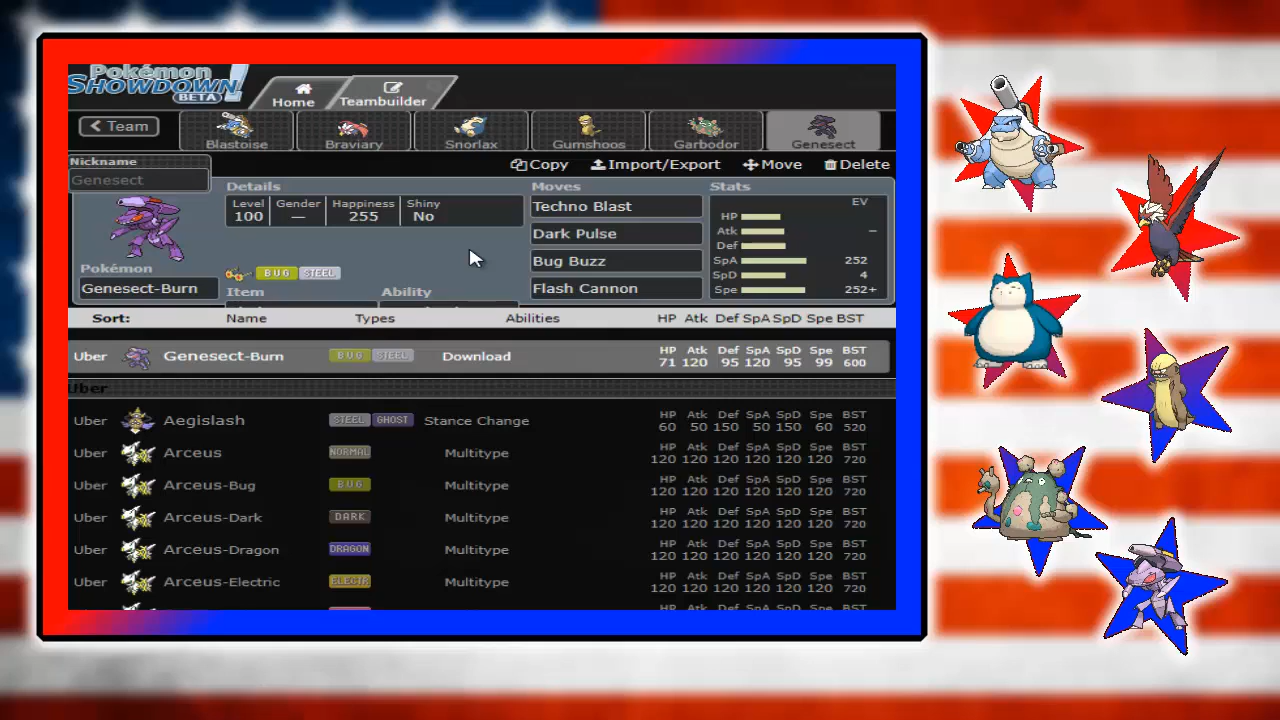 Pokémon
SHOWDOWN!
BETA
Home
Teambuilder
Team
Blastoise
Braviary
Snorlax
Gumshoos
Garbodor
Genesect
Nickname
Genesect
Copy
Import/Export
Move
Delete
Details
Level
100
Gender
—
Happiness
255
Shiny
No
Pokémon
Genesect-Burn
BUG STEEL
Item
Ability
Moves
Techno Blast
Dark Pulse
Bug Buzz
Flash Cannon
Stats
EV
HP
Atk –
Def
SpA 252
SpD 4
Spe 252+
Sort: Name Types Abilities HP Atk Def SpA SpD Spe BST
Uber Genesect-Burn BUG STEEL Download HP Atk Def SpA SpD Spe BST
71 120 95 120 95 99 600
Uber
Uber Aegislash STEEL GHOST Stance Change HP Atk Def SpA SpD Spe BST
60 50 150 50 150 60 520
Uber Arceus NORMAL Multitype HP Atk Def SpA SpD Spe BST
120 120 120 120 120 120 720
Uber Arceus-Bug BUG Multitype HP Atk Def SpA SpD Spe BST
120 120 120 120 120 120 720
Uber Arceus-Dark DARK Multitype HP Atk Def SpA SpD Spe BST
120 120 120 120 120 120 720
Uber Arceus-Dragon DRAGON Multitype HP Atk Def SpA SpD Spe BST
120 120 120 120 120 120 720
Uber Arceus-Electric ELECTR Multitype HP Atk Def SpA SpD Spe BST
120 120 120 120 120 120 720
HP Atk Def SpA SpD Spe BST